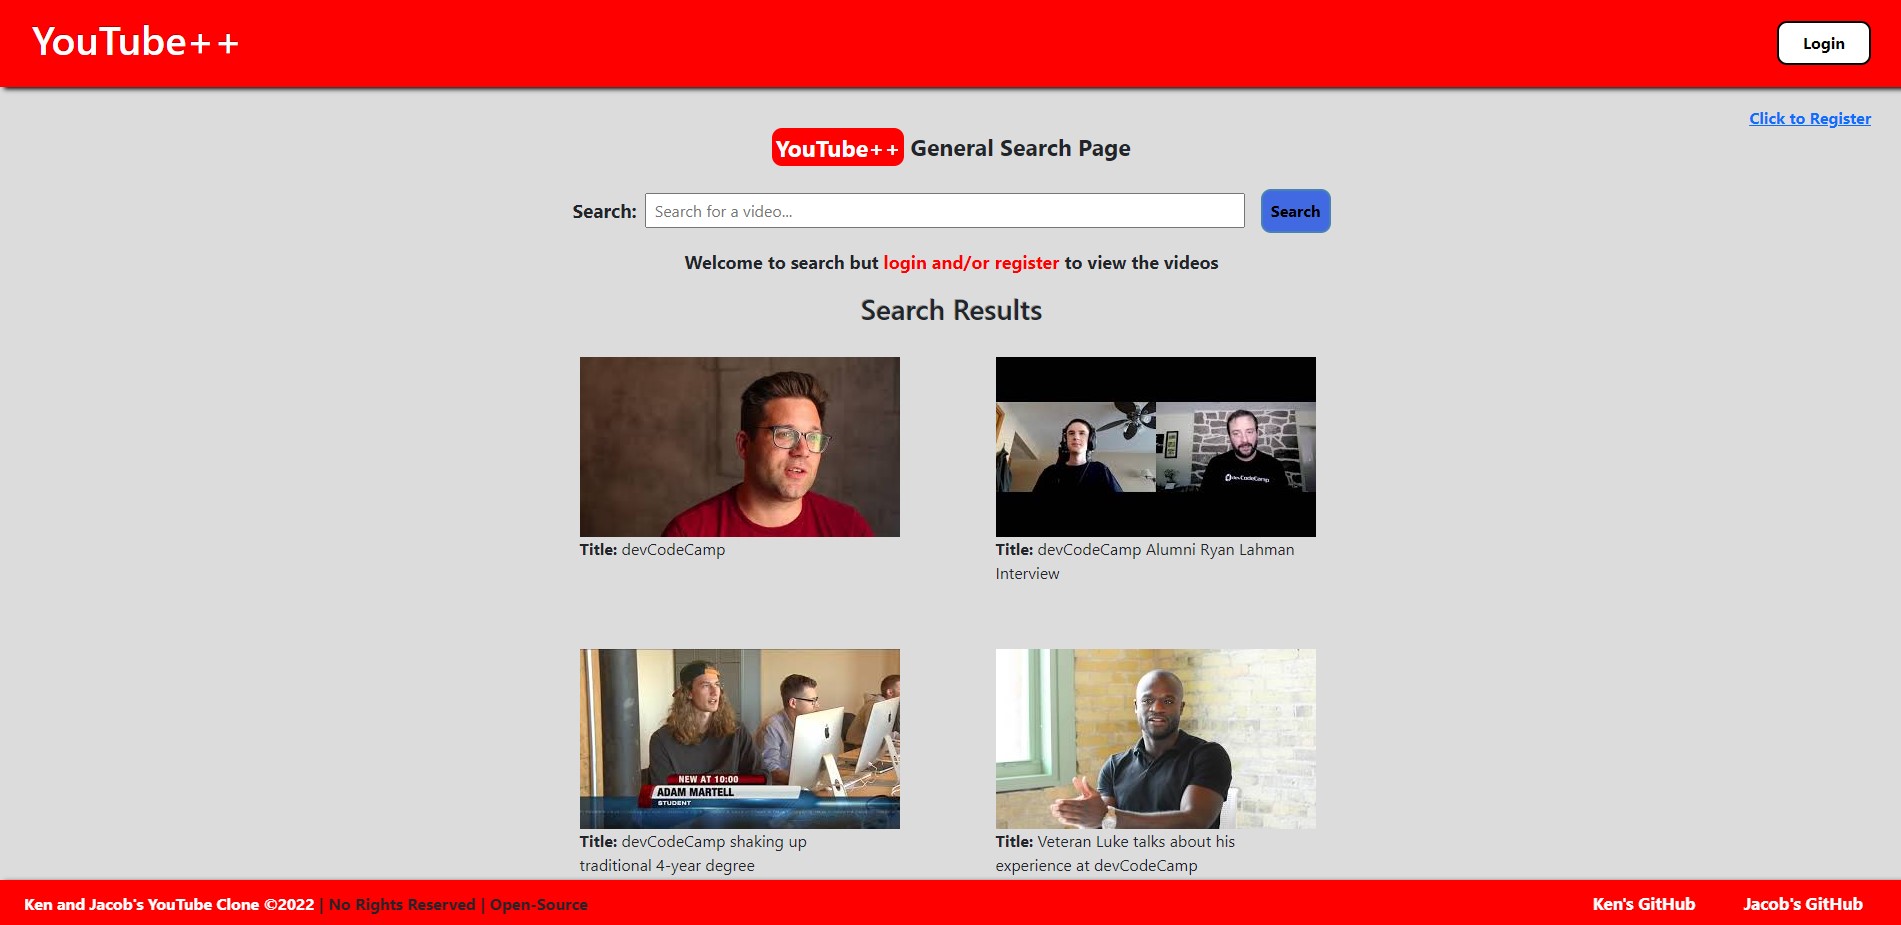 YouTube++
Login
Click to Register
YouTube++ General Search Page
Search:
Search for a video...
Search
Welcome to search but login and/or register to view the videos
Search Results
devCodeCamp
Title: devCodeCamp
Title: devCodeCamp Alumni Ryan Lahman
Interview
NEW AT 10:00
ADAM MARTELL
STUDENT
Title: devCodeCamp shaking up
traditional 4-year degree
Title: Veteran Luke talks about his
experience at devCodeCamp
Ken and Jacob's YouTube Clone ©2022 | No Rights Reserved | Open-Source
Ken's GitHub
Jacob's GitHub